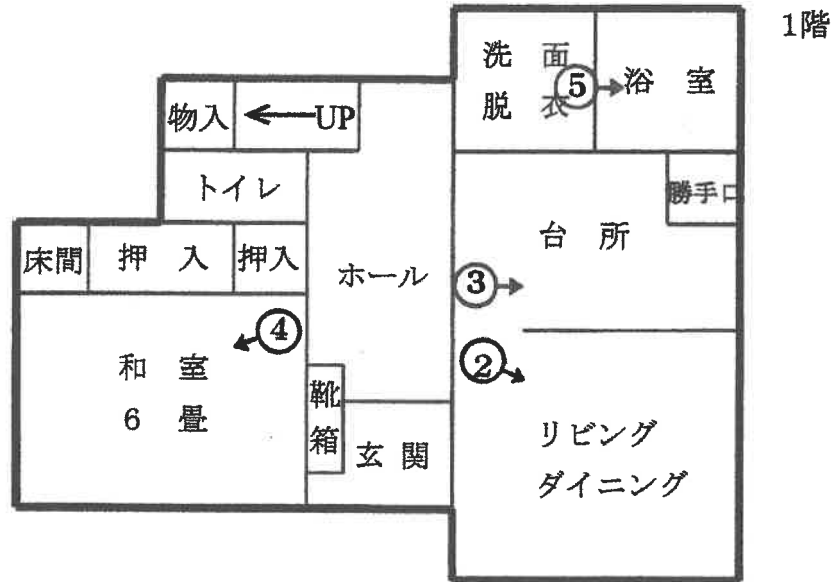 1階
洗 面
脱 衣
⑤
浴 室
物入
UP
トイレ
勝手口
台 所
床間
押 入
押入
ホール
③
④
②
和 室
6 畳
靴
箱
玄 関
リビング
ダイニング